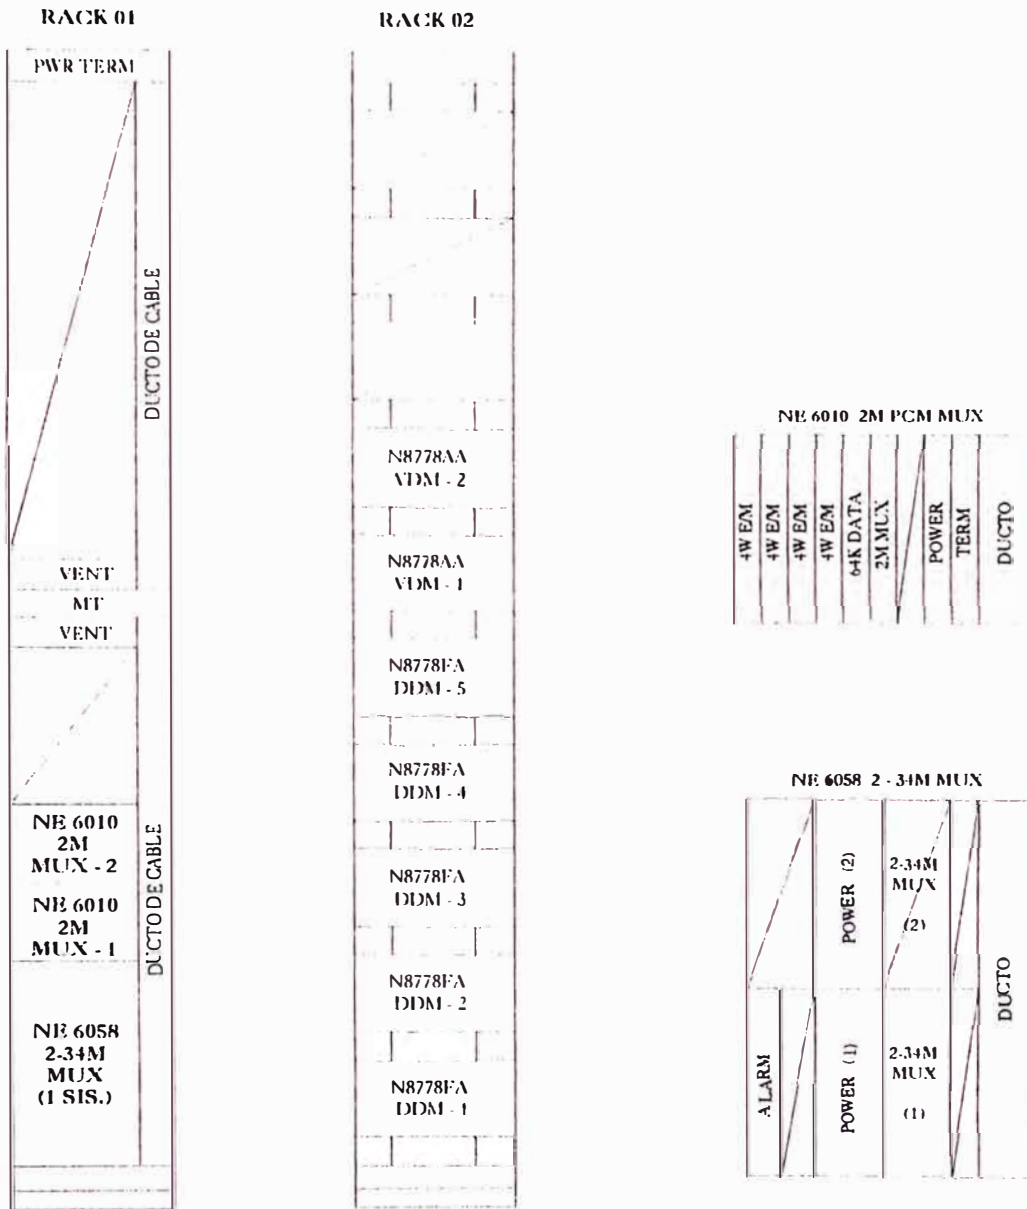 RACK 01
PWR TERM
DUCTO DE CABLE
VENT
MT
VENT
NE 6010
2M
MUX - 2
NE 6010
2M
MUX - 1
DUCTO DE CABLE
NE 6058
2-34M
MUX
(1 SIS.)
RACK 02
N8778AA
VDM - 2
N8778AA
VDM - 1
N8778FA
DDM - 5
N8778FA
DDM - 4
N8778FA
DDM - 3
N8778FA
DDM - 2
N8778FA
DDM - 1
NE 6010 2M PCM MUX
4W E/M
4W E/M
4W E/M
4W E/M
64K DATA
2M MUX
POWER
TERM
DUCTO
NE 6058 2 - 34M MUX
POWER (2)
2-34M
MUX
(2)
ALARM
POWER (1)
2-34M
MUX
(1)
DUCTO